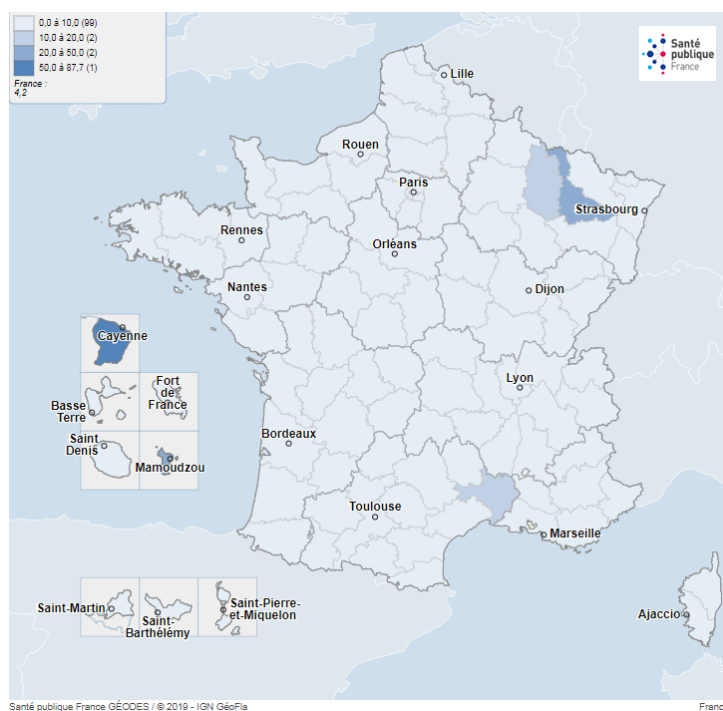 0,0 à 10,0 (99)
10,0 à 20,0 (2)
20,0 à 50,0 (2)
50,0 à 87,7 (1)
France :
4,2
Santé
publique
France
Lille
Rouen
Paris
Strasbourg
Rennes
Orléans
Nantes
Dijon
Cayenne
Lyon
Basse
Terre
Fort
de
France
Bordeaux
Saint
Denis
Mamoudzou
Toulouse
Marseille
Saint-Martin
Saint-
Barthélémy
Saint-Pierre-
et-Miquelon
Ajaccio
Santé publique France GÉODES / © 2019 - IGN GéoFla
Franc